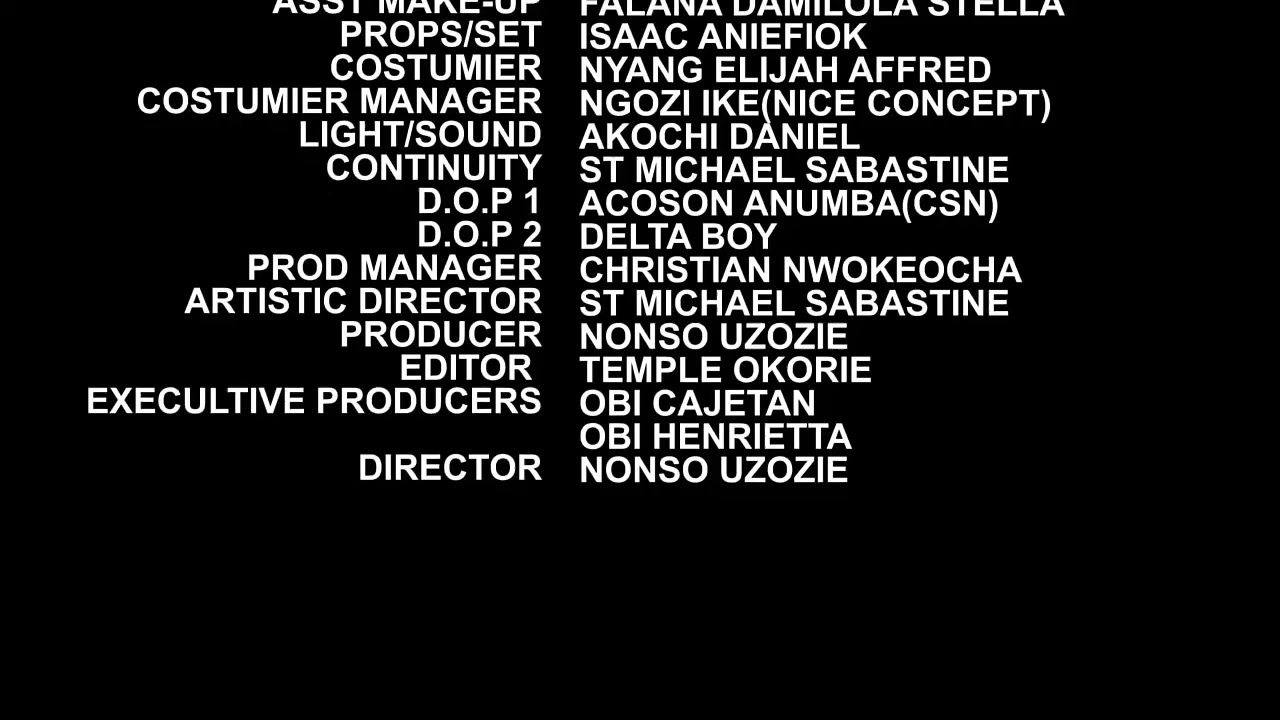 ASST MAKE-UP FALANA DAMILOLA STELLA
PROPS/SET ISAAC ANIEFIOK
COSTUMIER NYANG ELIJAH AFFRED
COSTUMIER MANAGER NGOZI IKE(NICE CONCEPT)
LIGHT/SOUND AKOCHI DANIEL
CONTINUITY ST MICHAEL SABASTINE
D.O.P 1 ACOSON ANUMBA(CSN)
D.O.P 2 DELTA BOY
PROD MANAGER CHRISTIAN NWOKEOCHA
ARTISTIC DIRECTOR ST MICHAEL SABASTINE
PRODUCER NONSO UZOZIE
EDITOR TEMPLE OKORIE
EXECULTIVE PRODUCERS OBI CAJETAN
OBI HENRIETTA
DIRECTOR NONSO UZOZIE